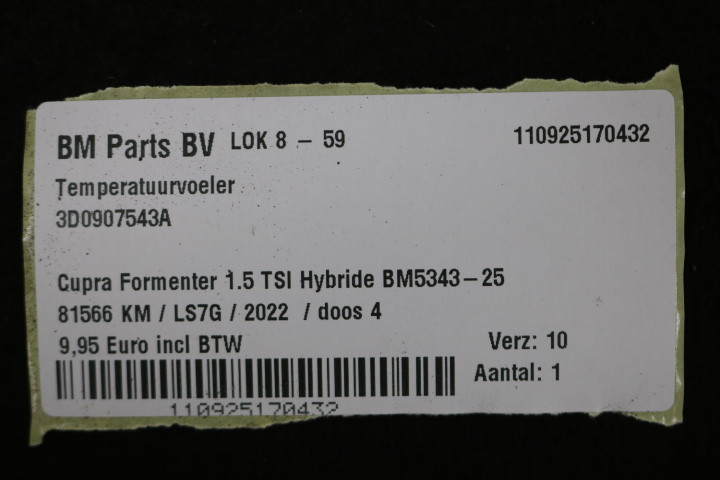 BM Parts BV LOK 8 - 59 110925170432
Temperatuurvoeler
3D0907543A
Cupra Formenter 1.5 TSI Hybride BM5343-25
81566 KM / LS7G / 2022 / doos 4
9,95 Euro incl BTW Verz: 10
Aantal: 1
110925170432